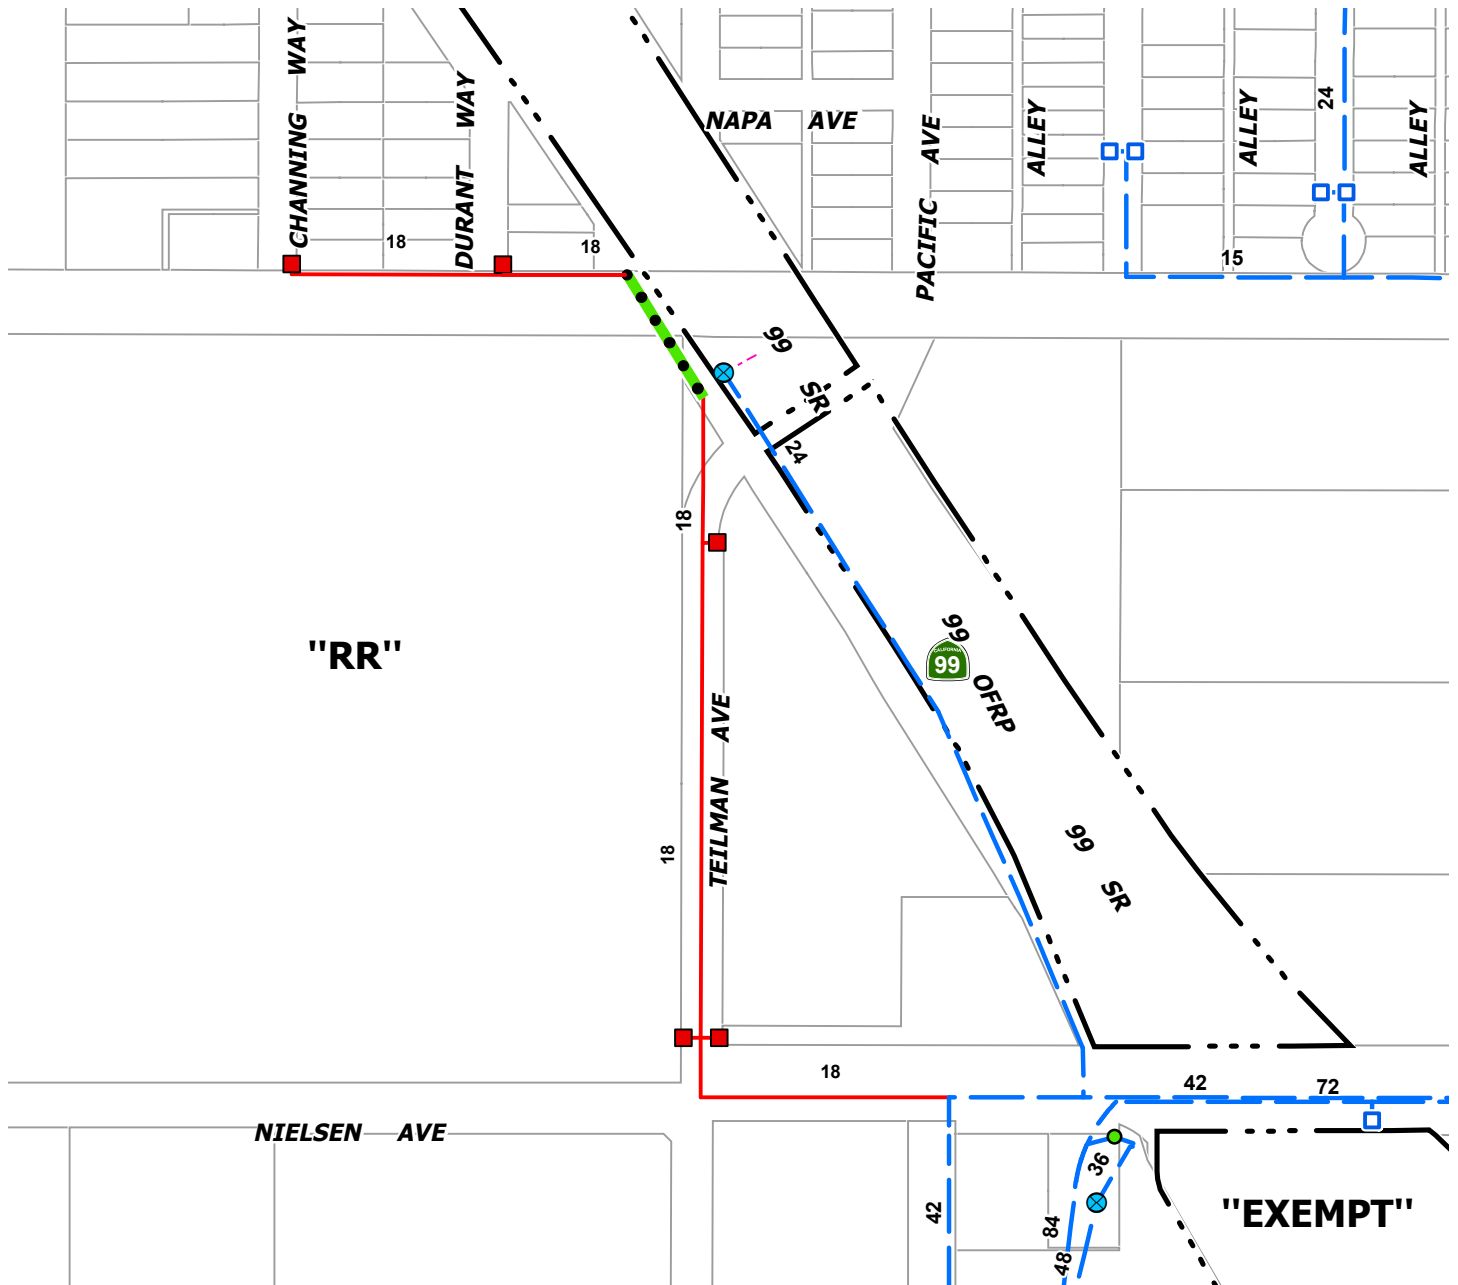 CHANNING WAY
DURANT WAY
NAPA AVE
PACIFIC AVE
ALLEY
ALLEY
24
ALLEY
18
18
15
99
SR
24
18
"RR"
99
CALIFORNIA
99
OFRP
TEILMAN AVE
18
99
SR
18
42
72
NIELSEN AVE
36
42
84
48
"EXEMPT"